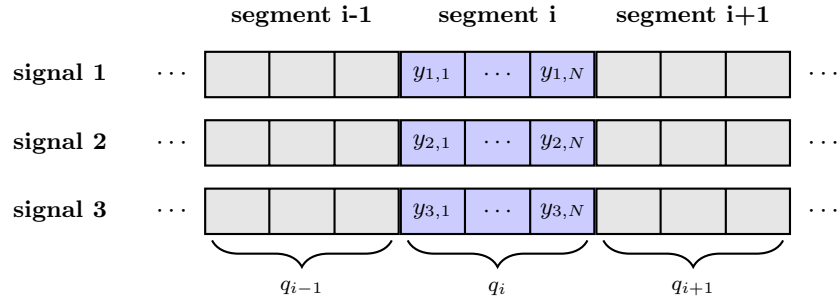 segment i-1 segment i segment i+1
signal 1 ⋯ y₁,₁ ⋯ y₁,N ⋯
signal 2 ⋯ y₂,₁ ⋯ y₂,N ⋯
signal 3 ⋯ y₃,₁ ⋯ y₃,N ⋯
qᵢ₋₁ qᵢ qᵢ₊₁